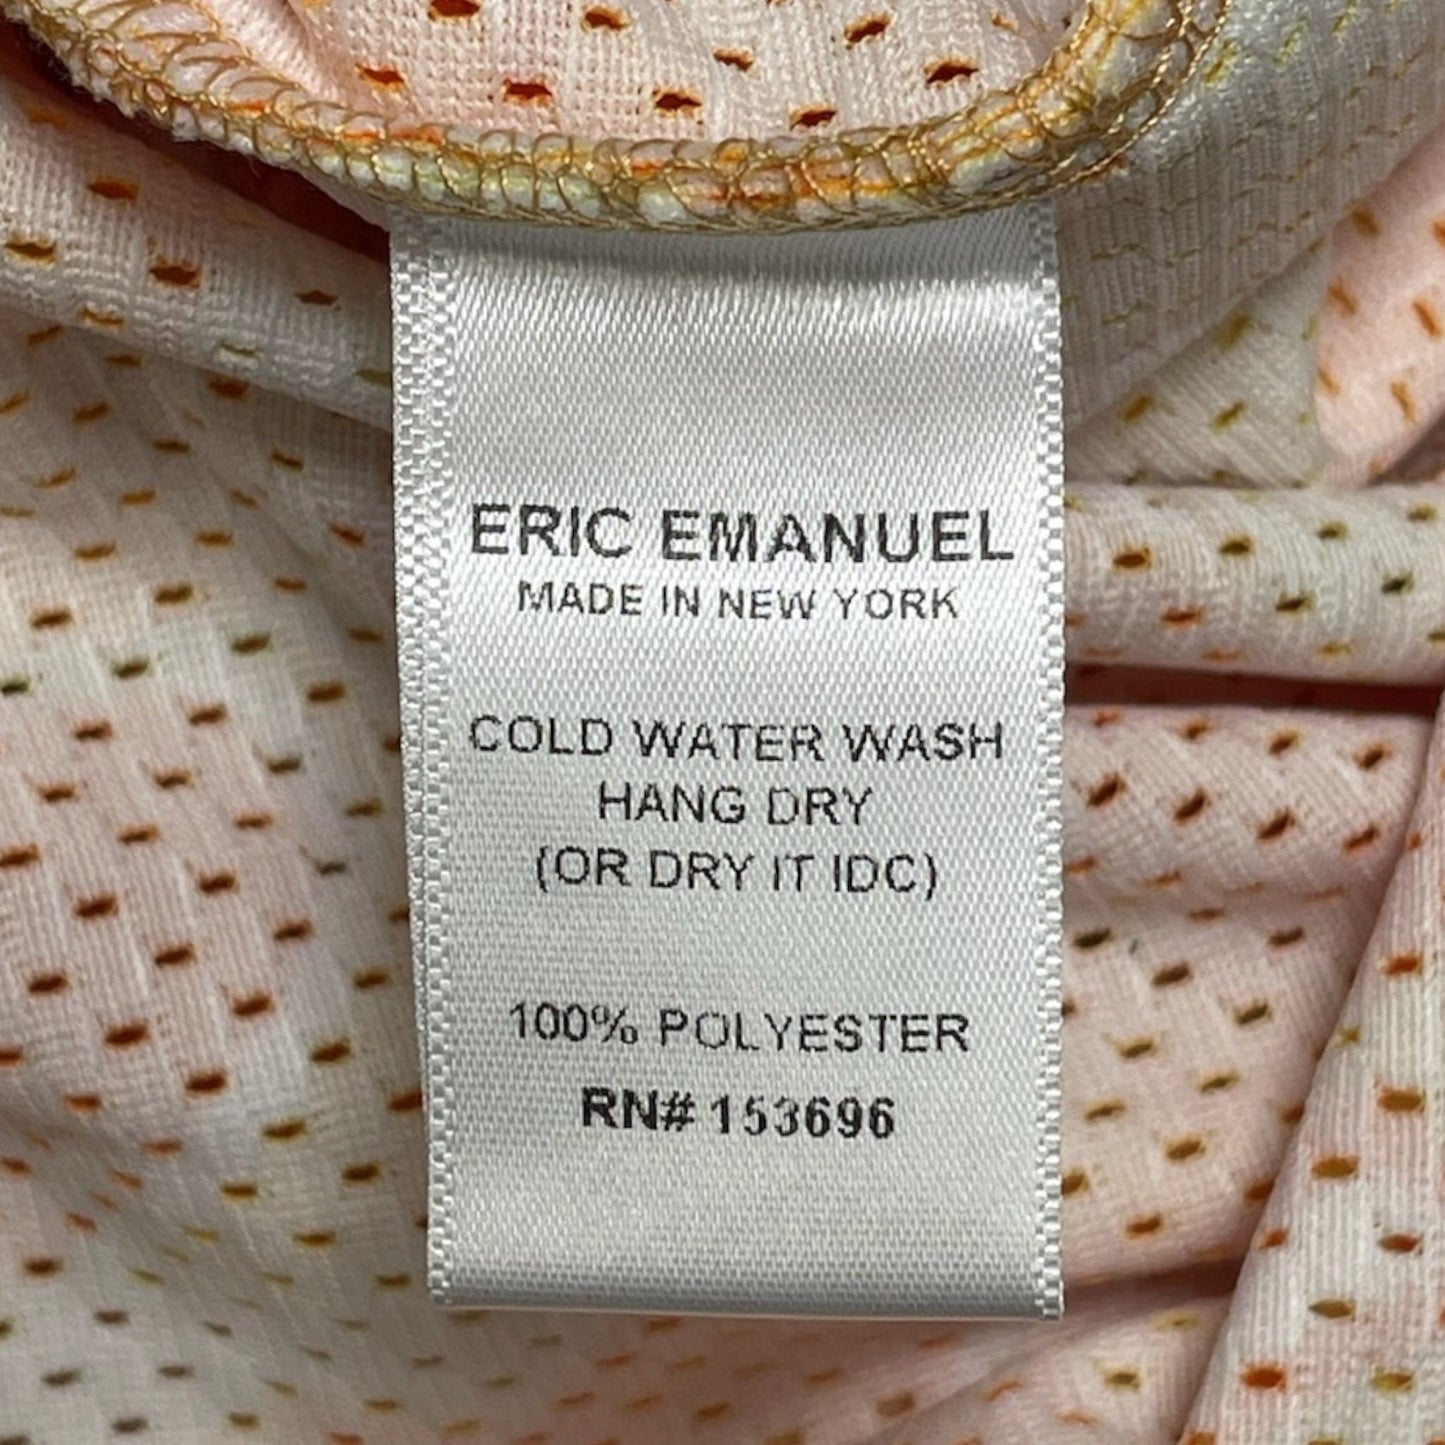 ERIC EMANUEL
MADE IN NEW YORK
COLD WATER WASH
HANG DRY
(OR DRY IT IDC)
100% POLYESTER
RN# 153696